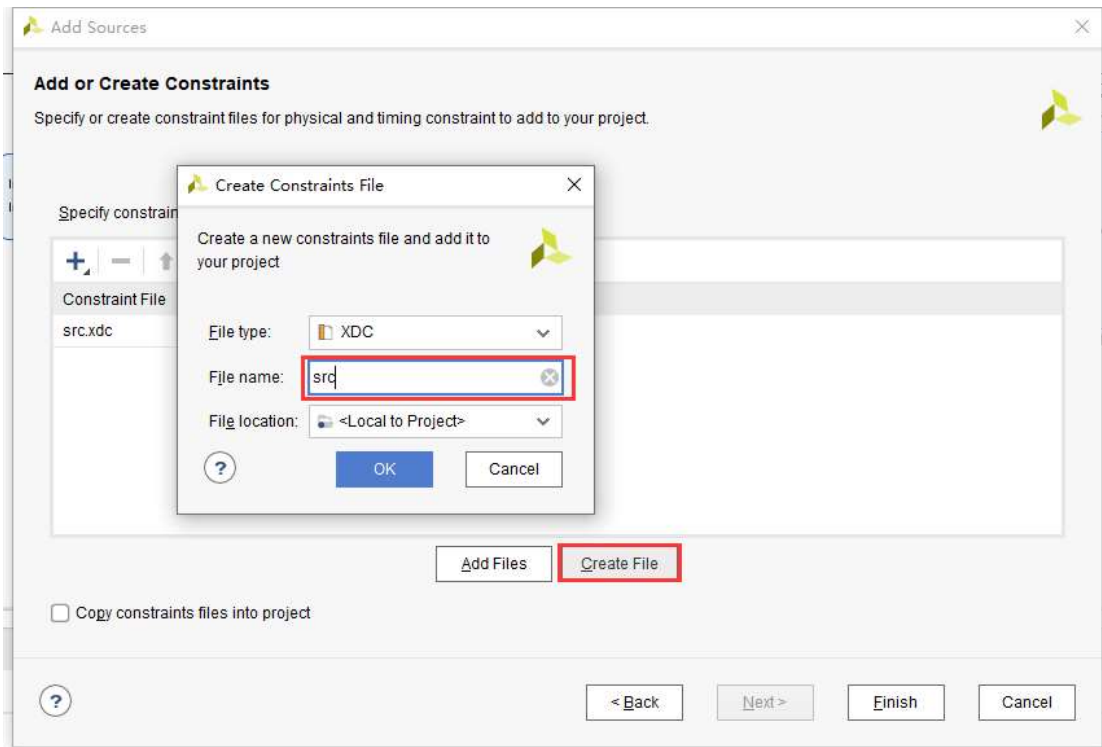 Add Sources
Add or Create Constraints
Specify or create constraint files for physical and timing constraint to add to your project.
Create Constraints File
Specify constrain
Create a new constraints file and add it to
your project
Constraint File
src.xdc
File type:
XDC
File name:
src
File location:
<Local to Project>
?
OK
Cancel
Add Files
Create File
Copy constraints files into project
?
< Back
Next >
Finish
Cancel